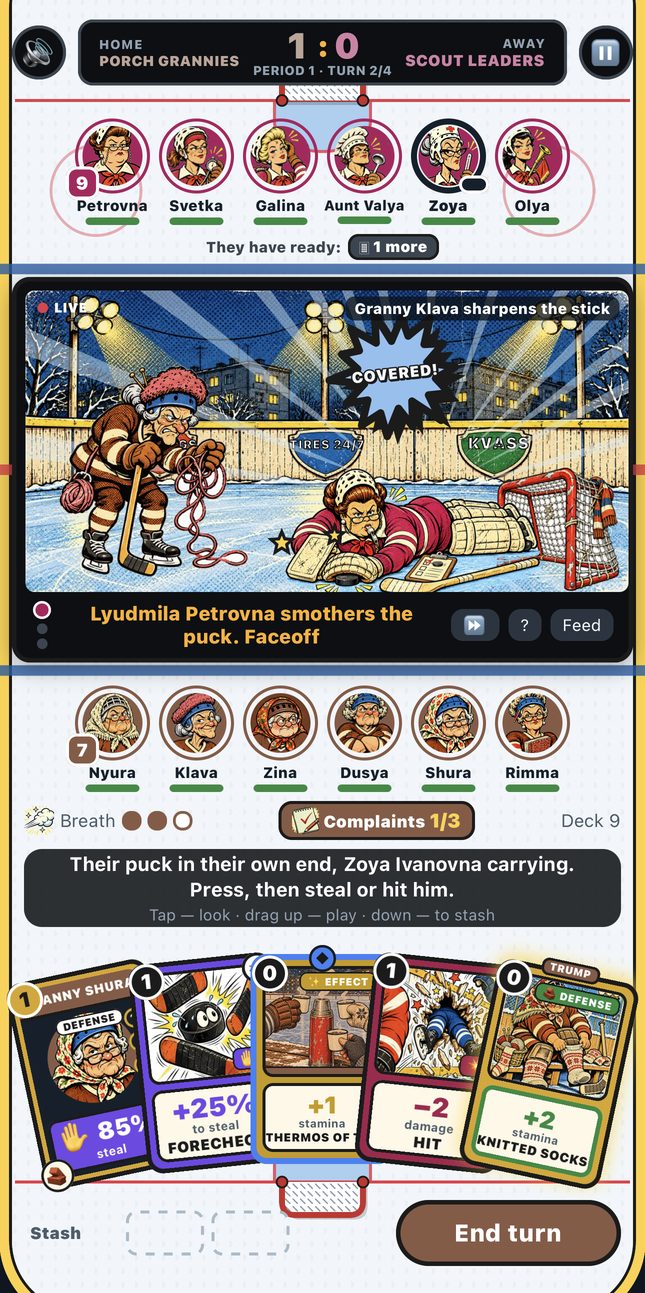 HOME
PORCH GRANNIES
1 : 0
PERIOD 1 · TURN 2/4
AWAY
SCOUT LEADERS
9
Petrovna
Svetka
Galina
Aunt Valya
Zoya
Olya
They have ready:
1 more
LIVE
Granny Klava sharpens the stick
COVERED!
TIRES 24/7
KVASS
Lyudmila Petrovna smothers the
puck. Faceoff
?
Feed
7
Nyura
Klava
Zina
Dusya
Shura
Rimma
Breath
Complaints 1/3
Deck 9
Their puck in their own end, Zoya Ivanovna carrying.
Press, then steal or hit him.
Tap — look · drag up — play · down — to stash
1
ANNY SHURA
DEFENSE
85%
steal
1
+25%
to steal
FORECHEC
0
EFFECT
+1
stamina
THERMOS OF
1
−2
damage
HIT
0
TRUMP
DEFENSE
+2
stamina
KNITTED SOCKS
Stash
End turn